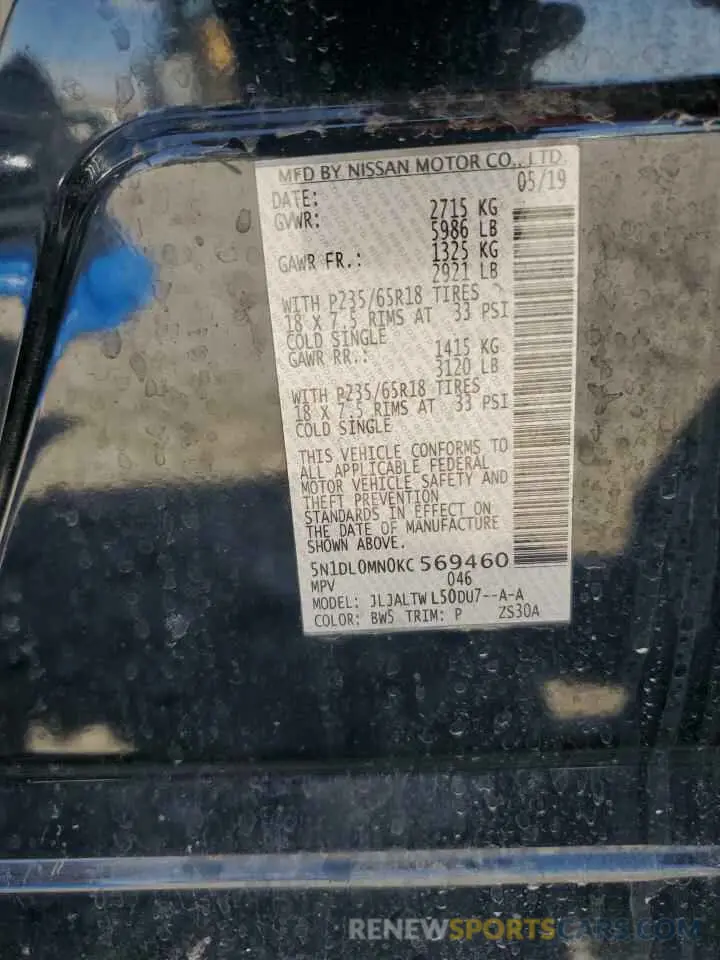 MFD BY NISSAN MOTOR CO., LTD.
DATE: 05/19
GVWR: 2715 KG
5986 LB
GAWR FR.: 1325 KG
2921 LB
WITH P235/65R18 TIRES
18 X 7.5 RIMS AT 33 PSI
COLD SINGLE
GAWR RR.: 1415 KG
3120 LB
WITH P235/65R18 TIRES
18 X 7.5 RIMS AT 33 PSI
COLD SINGLE
THIS VEHICLE CONFORMS TO
ALL APPLICABLE FEDERAL
MOTOR VEHICLE SAFETY AND
THEFT PREVENTION
STANDARDS IN EFFECT ON
THE DATE OF MANUFACTURE
SHOWN ABOVE.
5N1DL0MN0KC569460
MPV 046
MODEL: JLJALTWL50DU7--A-A
COLOR: BW5 TRIM: P ZS30A
RENEWSPORTSCARS.COM